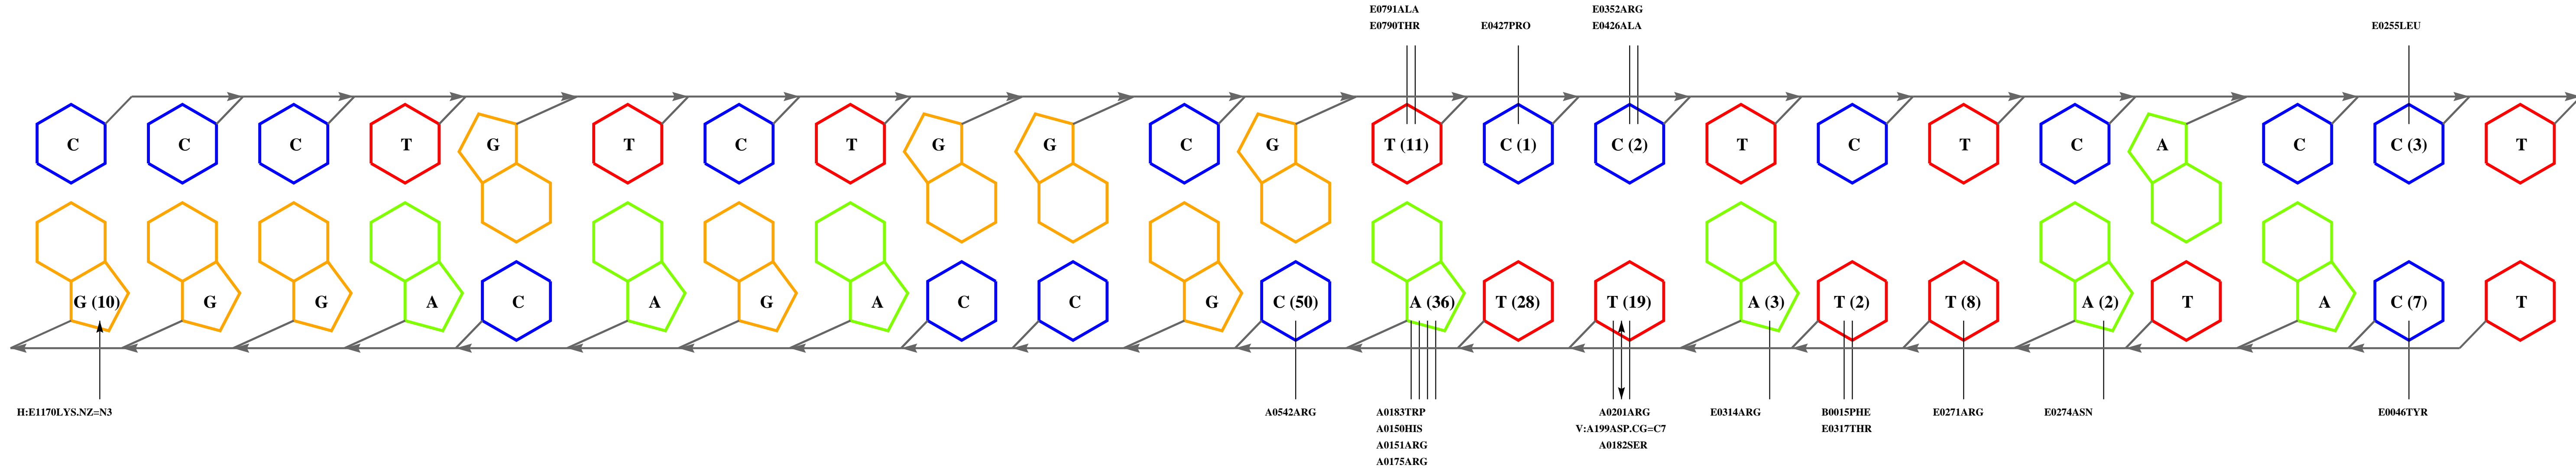 E0791ALA E0352ARG
E0790THR E0427PRO E0426ALA E0255LEU
C C C T G T C T G G C G T (11) C (1) C (2) T C T C A C C (3) T
G (10) G G A C A G A C C G C (50) A (36) T (28) T (19) A (3) T (2) T (8) A (2) T A C (7) T
H:E1170LYS.NZ=N3 A0542ARG A0183TRP A0201ARG E0314ARG B0015PHE E0271ARG E0274ASN E0046TYR
A0150HIS V:A199ASP.CG=C7 E0317THR
A0151ARG A0182SER
A0175ARG